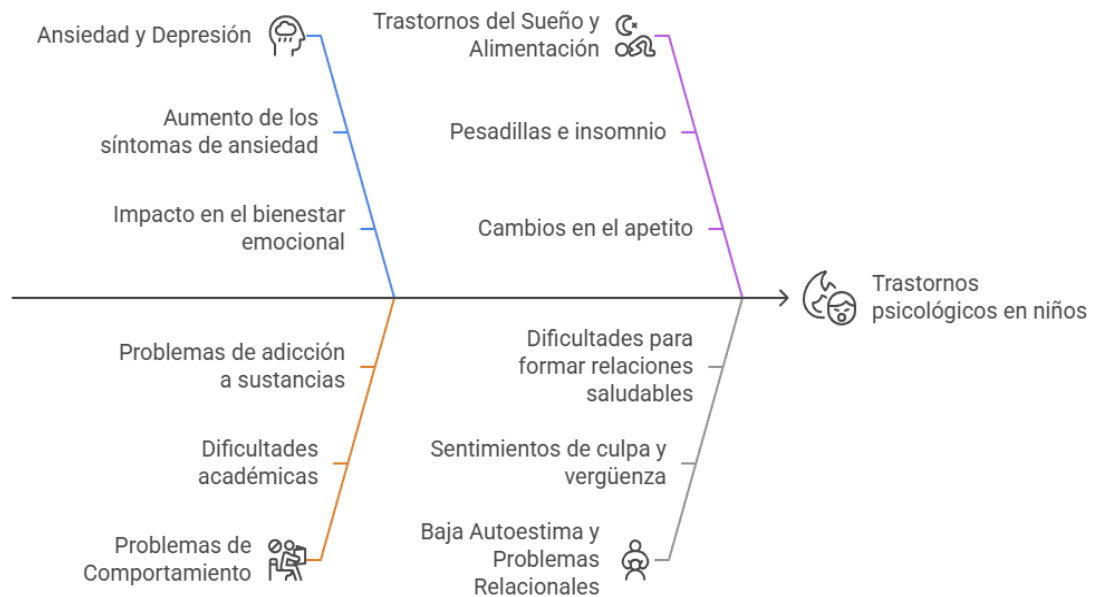 Ansiedad y Depresión
Aumento de los
síntomas de ansiedad
Impacto en el bienestar
emocional
Trastornos del Sueño y
Alimentación
Pesadillas e insomnio
Cambios en el apetito
Trastornos
psicológicos en niños
Problemas de adicción
a sustancias
Dificultades
académicas
Problemas de
Comportamiento
Dificultades para
formar relaciones
saludables
Sentimientos de culpa y
vergüenza
Baja Autoestima y
Problemas
Relacionales